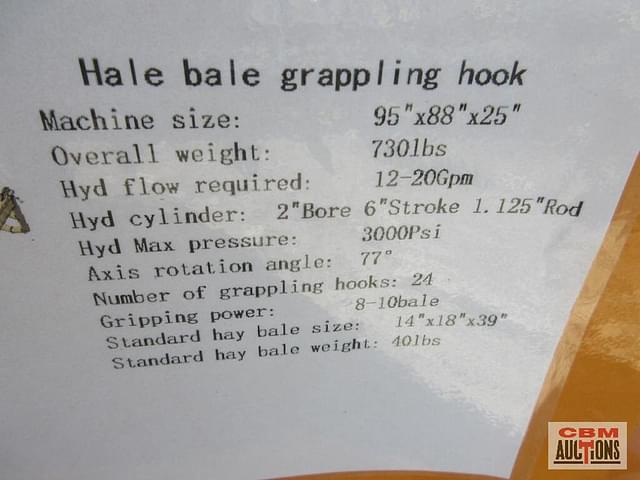 Hale bale grappling hook
Machine size: 95"x88"x25"
Overall weight: 730lbs
Hyd flow required: 12-20Gpm
Hyd cylinder: 2"Bore 6"Stroke 1.125"Rod
Hyd Max pressure: 3000Psi
Axis rotation angle: 77°
Number of grappling hooks: 24
Gripping power: 8-10bale
Standard hay bale size: 14"x18"x39"
Standard hay bale weight: 40lbs
CBM
AUCTIONS